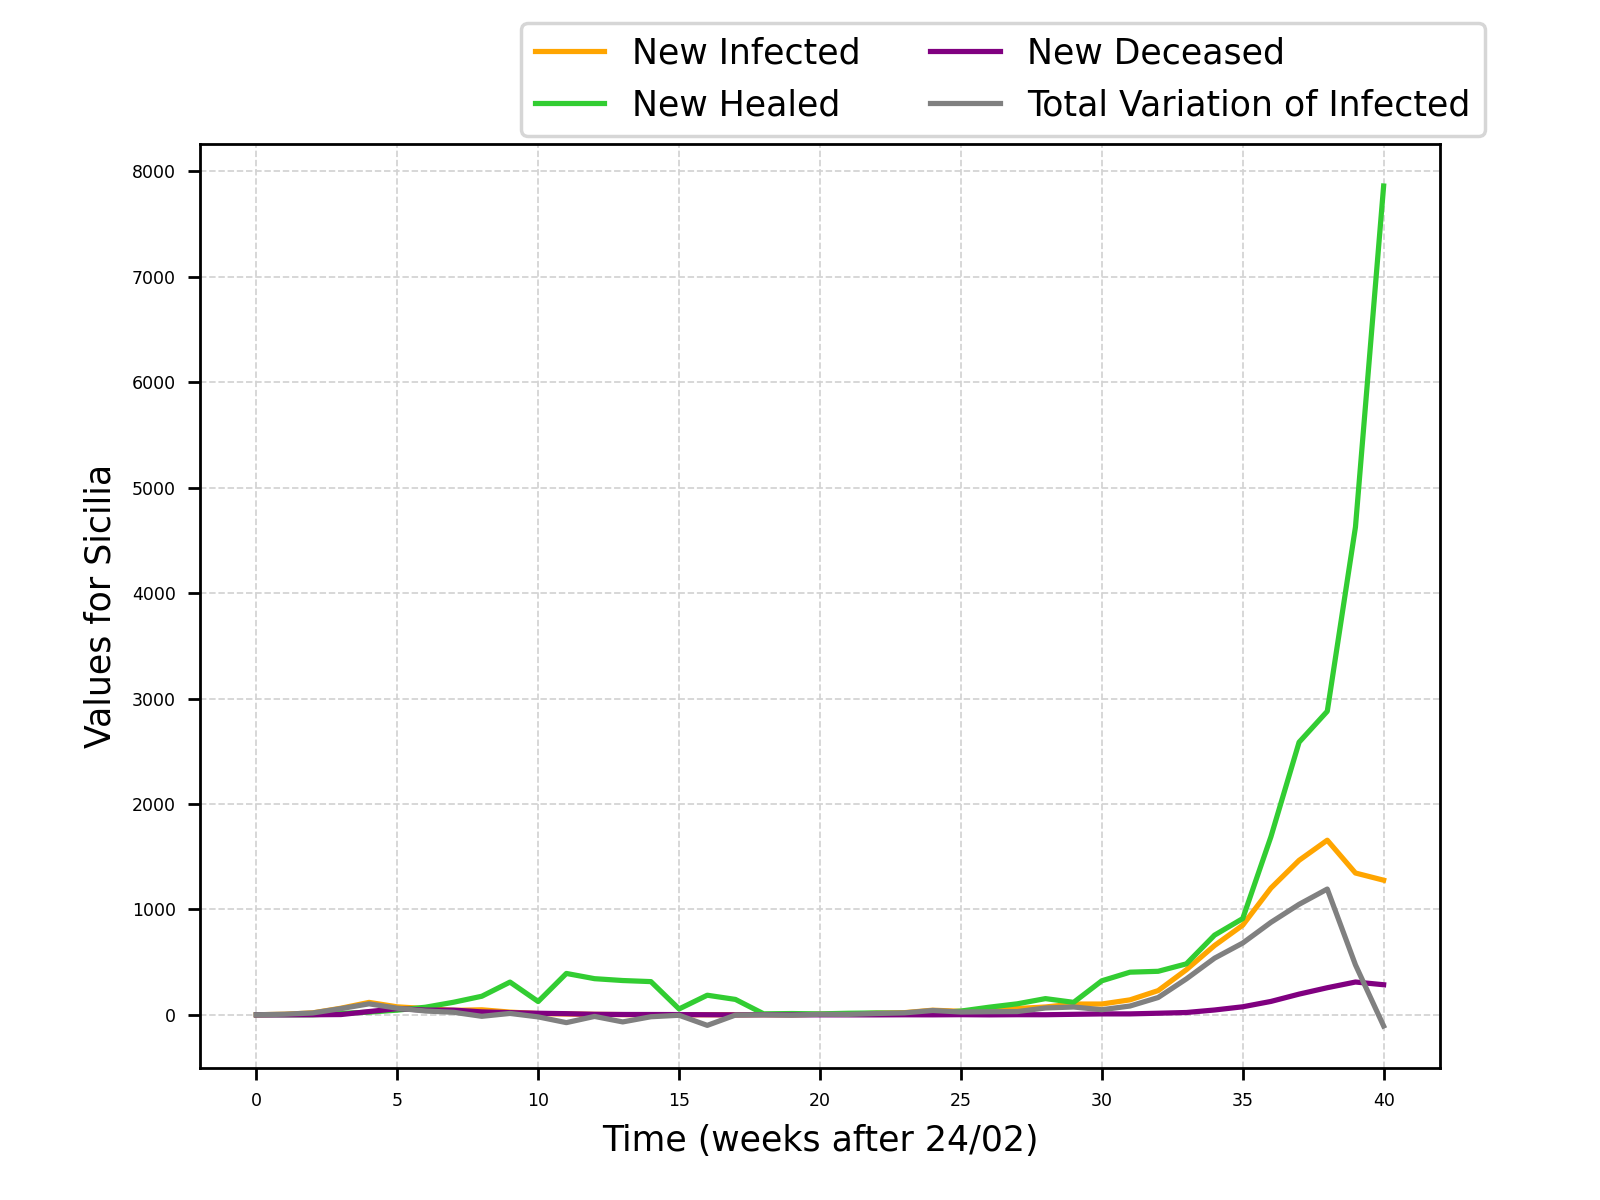 New Infected
New Healed
New Deceased
Total Variation of Infected
8000
7000
6000
5000
4000
3000
2000
1000
0
Values for Sicilia
0 5 10 15 20 25 30 35 40
Time (weeks after 24/02)